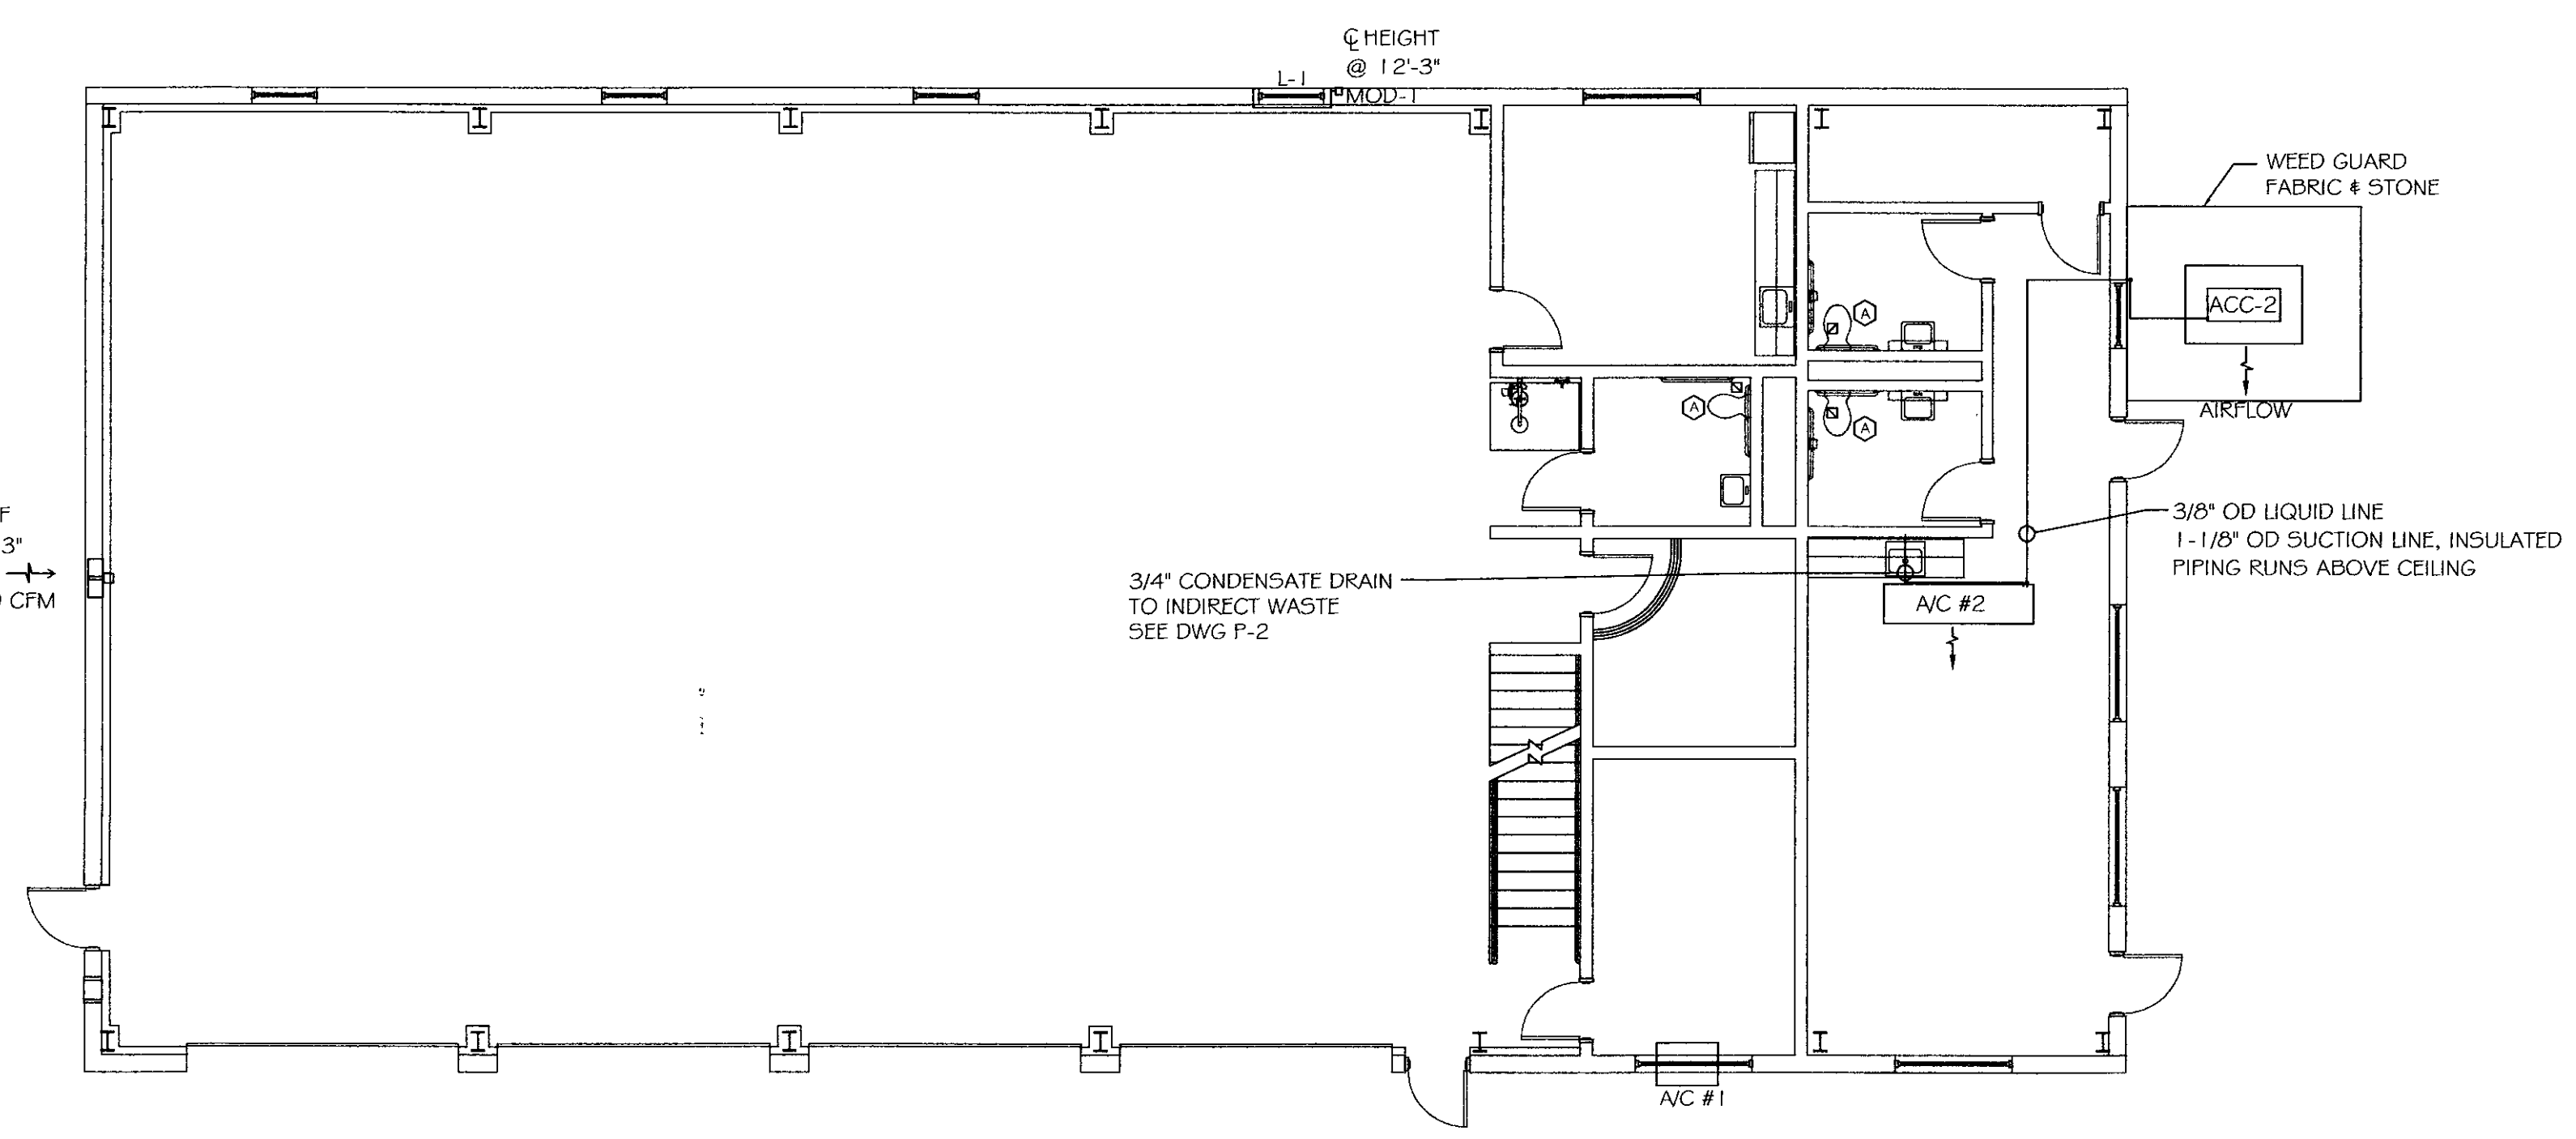 ℄ HEIGHT
@ 12'-3"
L-1
MOD-1
WEED GUARD
FABRIC & STONE
ACC-2
AIRFLOW
A
A
A
F
3"
CFM
3/8" OD LIQUID LINE
1-1/8" OD SUCTION LINE, INSULATED
PIPING RUNS ABOVE CEILING
3/4" CONDENSATE DRAIN
TO INDIRECT WASTE
SEE DWG P-2
A/C #2
A/C #1